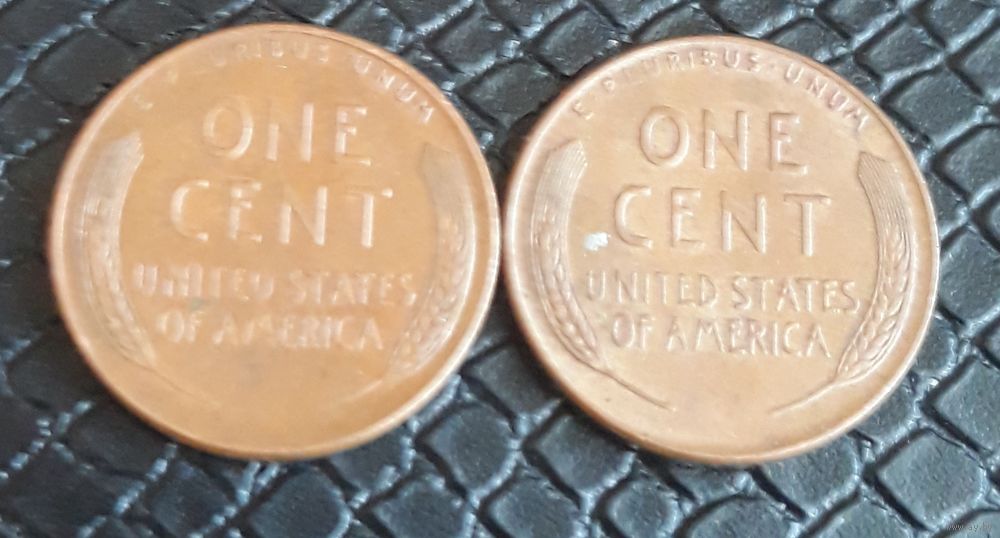 E PLURIBUS UNUM
ONE
CENT
UNITED STATES
OF AMERICA
E PLURIBUS·UNUM
ONE
CENT
UNITED STATES
OF AMERICA